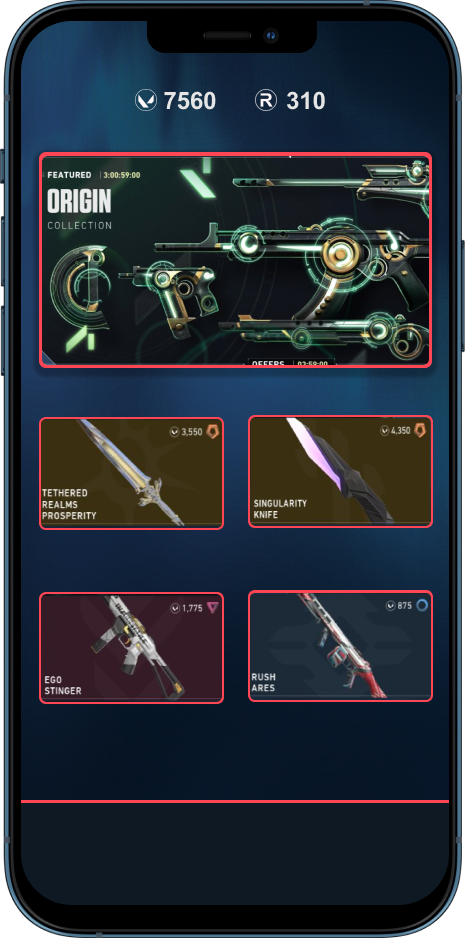 7560 310
FEATURED 3:00:59:00
ORIGIN
COLLECTION
OFFERS 03:59:00
3,550
TETHERED
REALMS
PROSPERITY
4,350
SINGULARITY
KNIFE
1,775
EGO
STINGER
875
RUSH
ARES